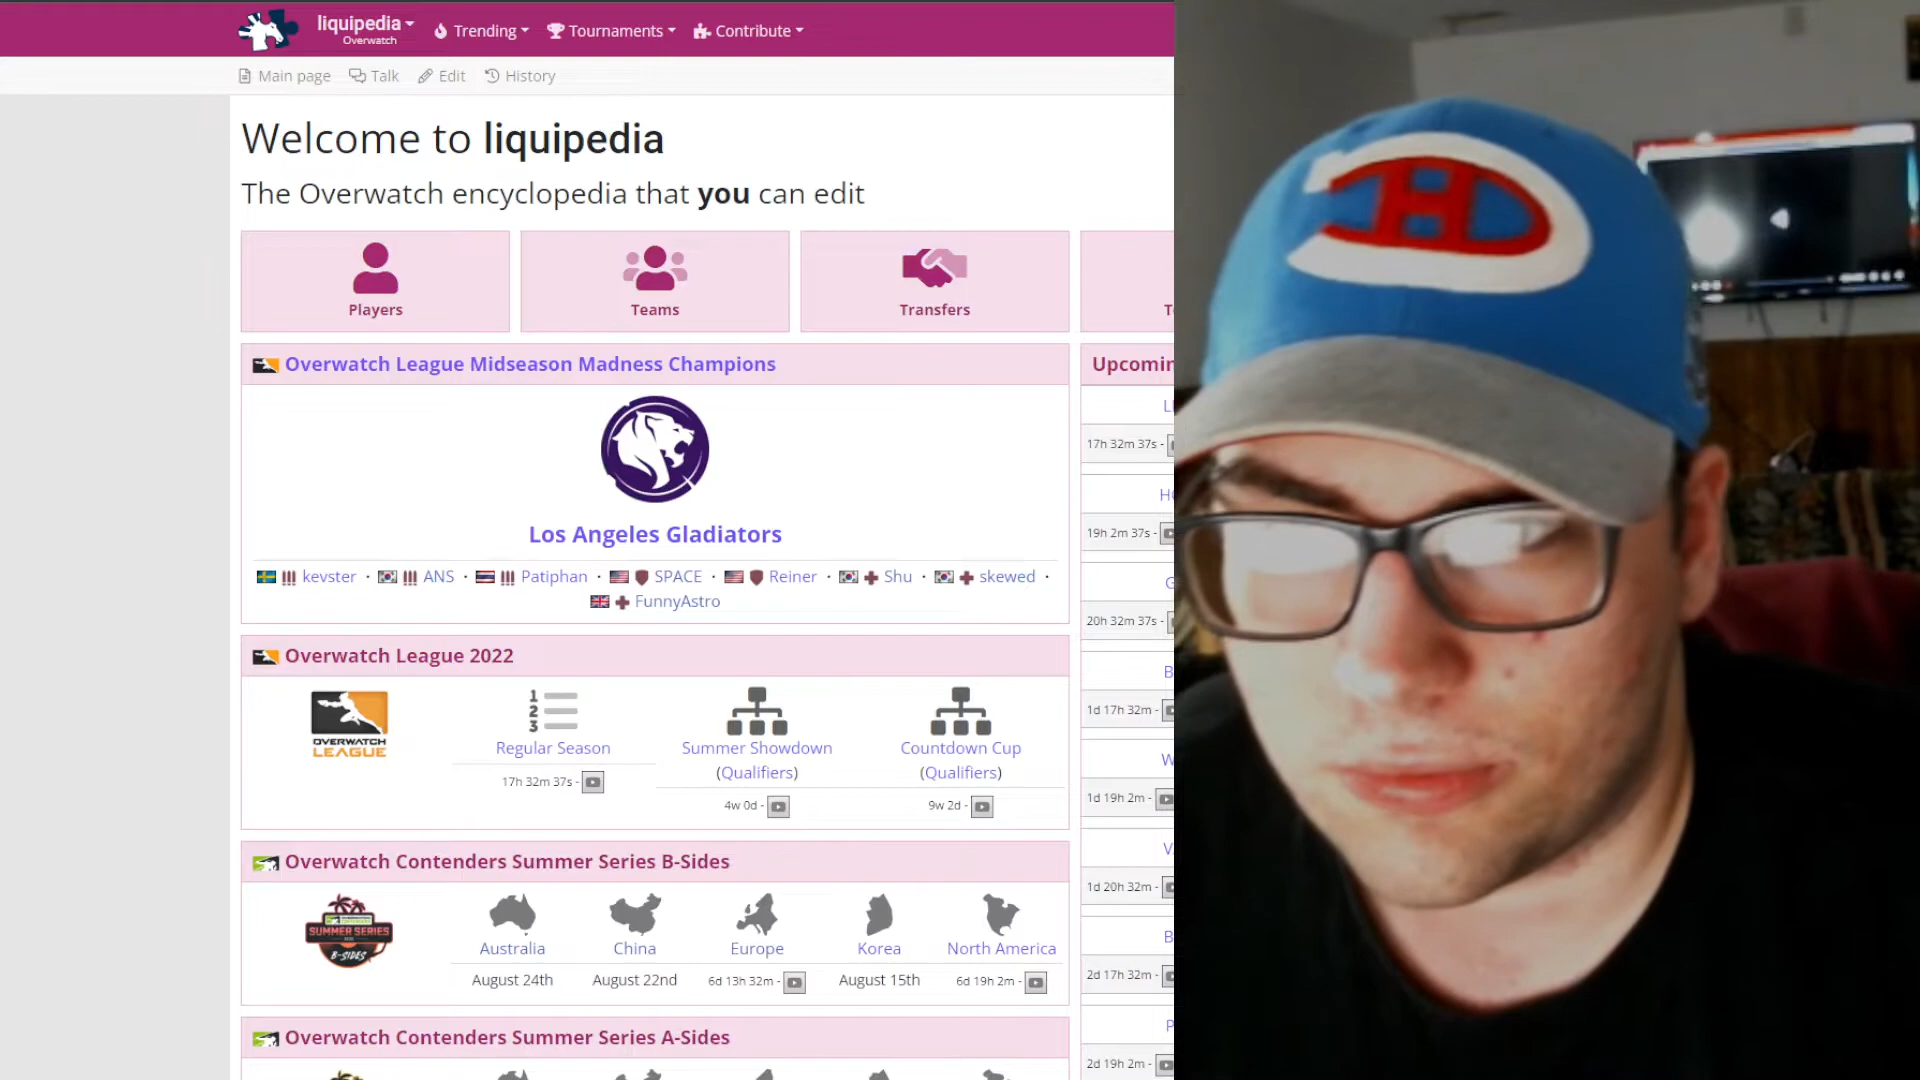 liquipedia
Overwatch
Trending
Tournaments
Contribute
Main page
Talk
Edit
History
Welcome to liquipedia
The Overwatch encyclopedia that you can edit
Players
Teams
Transfers
Overwatch League Midseason Madness Champions
Los Angeles Gladiators
kevster · ANS · Patiphan · SPACE · Reiner · Shu · skewed ·
FunnyAstro
Overwatch League 2022
OVERWATCH
LEAGUE
Regular Season
17h 32m 37s -
Summer Showdown
(Qualifiers)
4w 0d -
Countdown Cup
(Qualifiers)
9w 2d -
Overwatch Contenders Summer Series B-Sides
SUMMER SERIES
B-SIDES
Australia
August 24th
China
August 22nd
Europe
6d 13h 32m -
Korea
August 15th
North America
6d 19h 2m -
Overwatch Contenders Summer Series A-Sides
Upcomin
17h 32m 37s -
19h 2m 37s -
20h 32m 37s -
1d 17h 32m -
1d 19h 2m -
1d 20h 32m -
2d 17h 32m -
2d 19h 2m -
CH